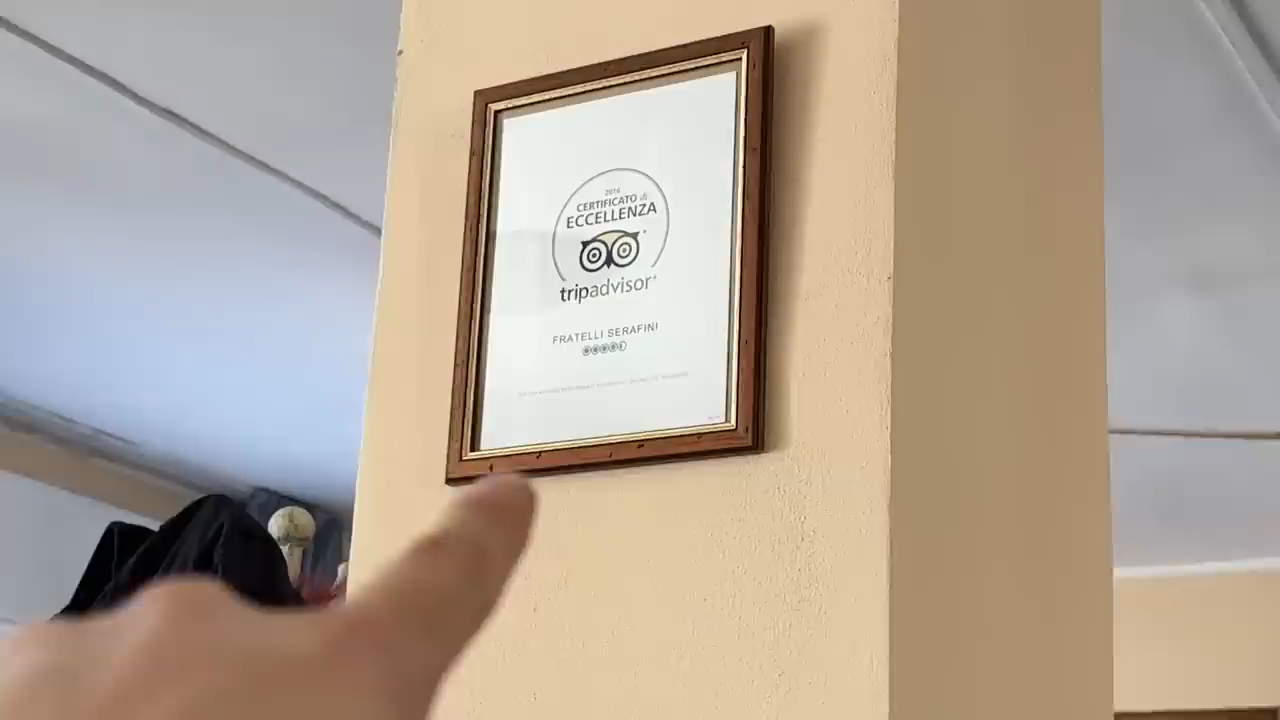 2016
CERTIFICATO di
ECCELLENZA
tripadvisor®
FRATELLI SERAFINI